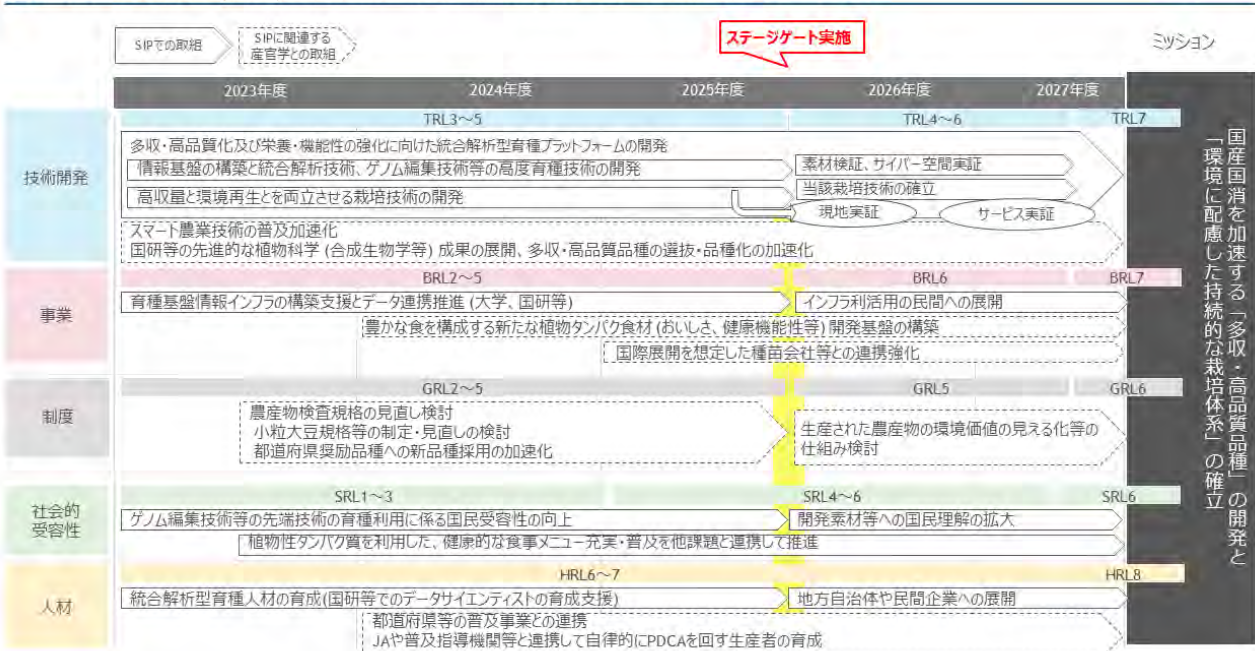 SIPでの取組
SIPに関連する
産官学との取組
ステージゲート実施
ミッション
2023年度
2024年度
2025年度
2026年度
2027年度
技術開発
TRL3～5
TRL4～6
TRL7
多収・高品質化及び栄養・機能性の強化に向けた統合解析型育種プラットフォームの開発
情報基盤の構築と統合解析技術、ゲノム編集技術等の高度育種技術の開発
素材検証、サイバー空間実証
高収量と環境再生とを両立させる栽培技術の開発
当該栽培技術の確立
現地実証
サービス実証
スマート農業技術の普及加速化
国研等の先進的な植物科学 (合成生物学等) 成果の展開、多収・高品質品種の選抜・品種化の加速化
事業
BRL2～5
BRL6
BRL7
育種基盤情報インフラの構築支援とデータ連携推進 (大学、国研等)
インフラ利活用の民間への展開
豊かな食を構成する新たな植物タンパク食材 (おいしさ、健康機能性等) 開発基盤の構築
国際展開を想定した種苗会社等との連携強化
制度
GRL2～5
GRL5
GRL6
農産物検査規格の見直し検討
小粒大豆規格等の制定・見直しの検討
都道府県奨励品種への新品種採用の加速化
生産された農産物の環境価値の見える化等の
仕組み検討
社会的
受容性
SRL1～3
SRL4～6
SRL6
ゲノム編集技術等の先端技術の育種利用に係る国民受容性の向上
開発素材等への国民理解の拡大
植物性タンパク質を利用した、健康的な食事メニュー充実・普及を他課題と連携して推進
人材
HRL6～7
HRL8
統合解析型育種人材の育成(国研等でのデータサイエンティストの育成支援)
地方自治体や民間企業への展開
都道府県等の普及事業との連携
JAや普及指導機関等と連携して自律的にPDCAを回す生産者の育成
国産国消を加速する「多収・高品質品種」の開発と
「環境に配慮した持続的な栽培体系」の確立